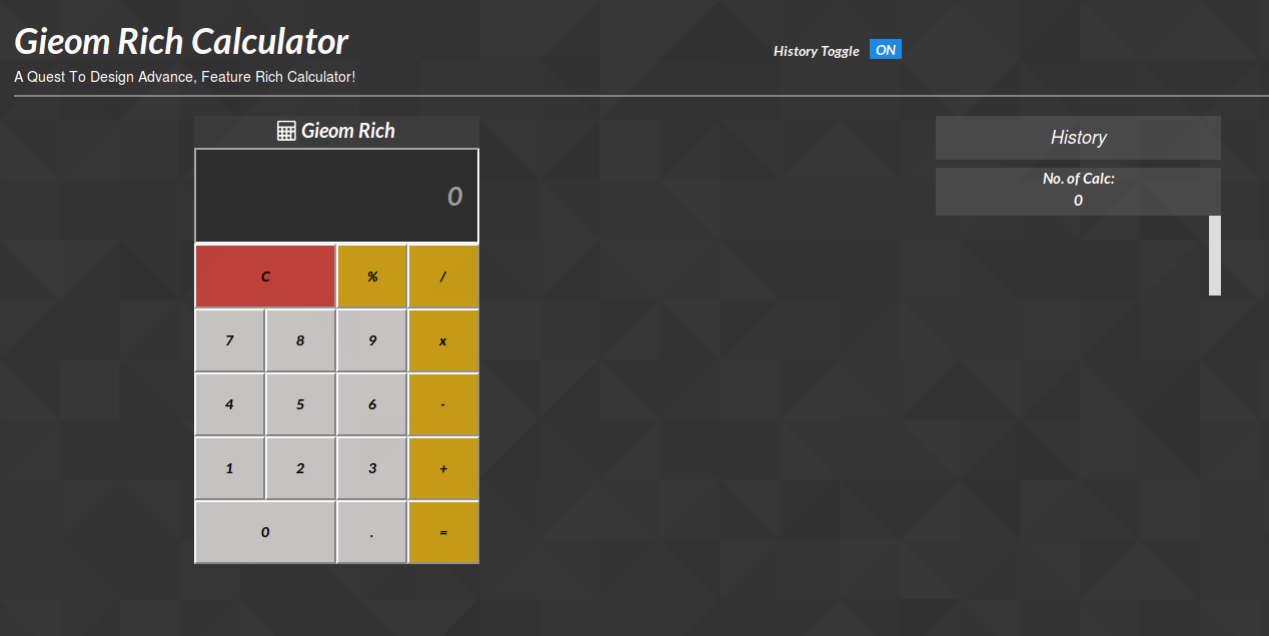 Gieom Rich Calculator
A Quest To Design Advance, Feature Rich Calculator!
History Toggle ON
Gieom Rich
0
C % /
7 8 9 x
4 5 6 -
1 2 3 +
0 . =
History
No. of Calc:
0